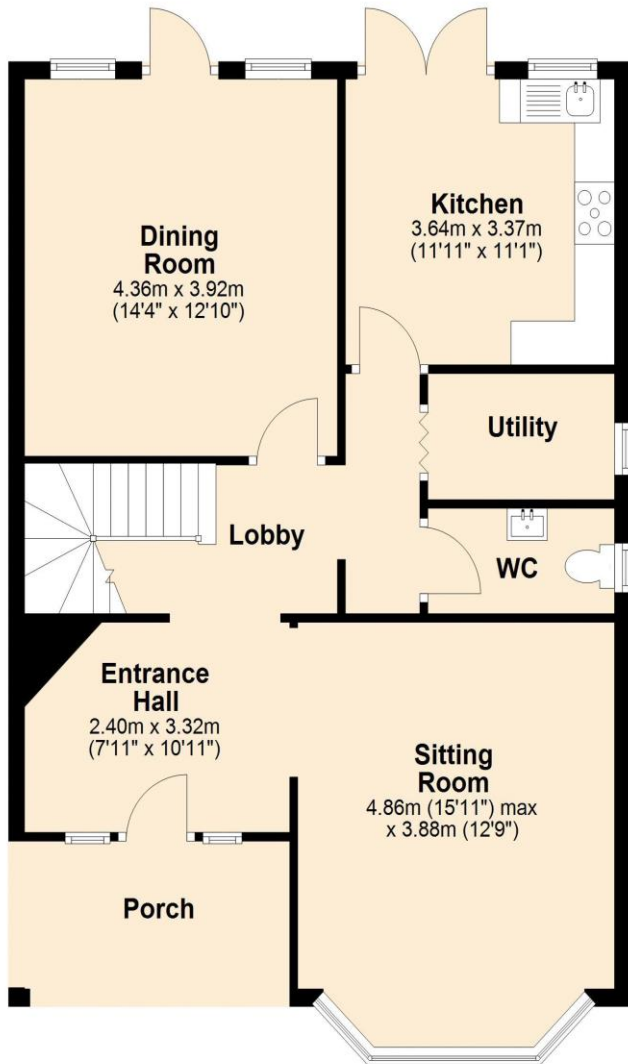 Dining
Room
4.36m x 3.92m
(14'4" x 12'10")
Kitchen
3.64m x 3.37m
(11'11" x 11'1")
Utility
Lobby
WC
Entrance
Hall
2.40m x 3.32m
(7'11" x 10'11")
Sitting
Room
4.86m (15'11") max
x 3.88m (12'9")
Porch